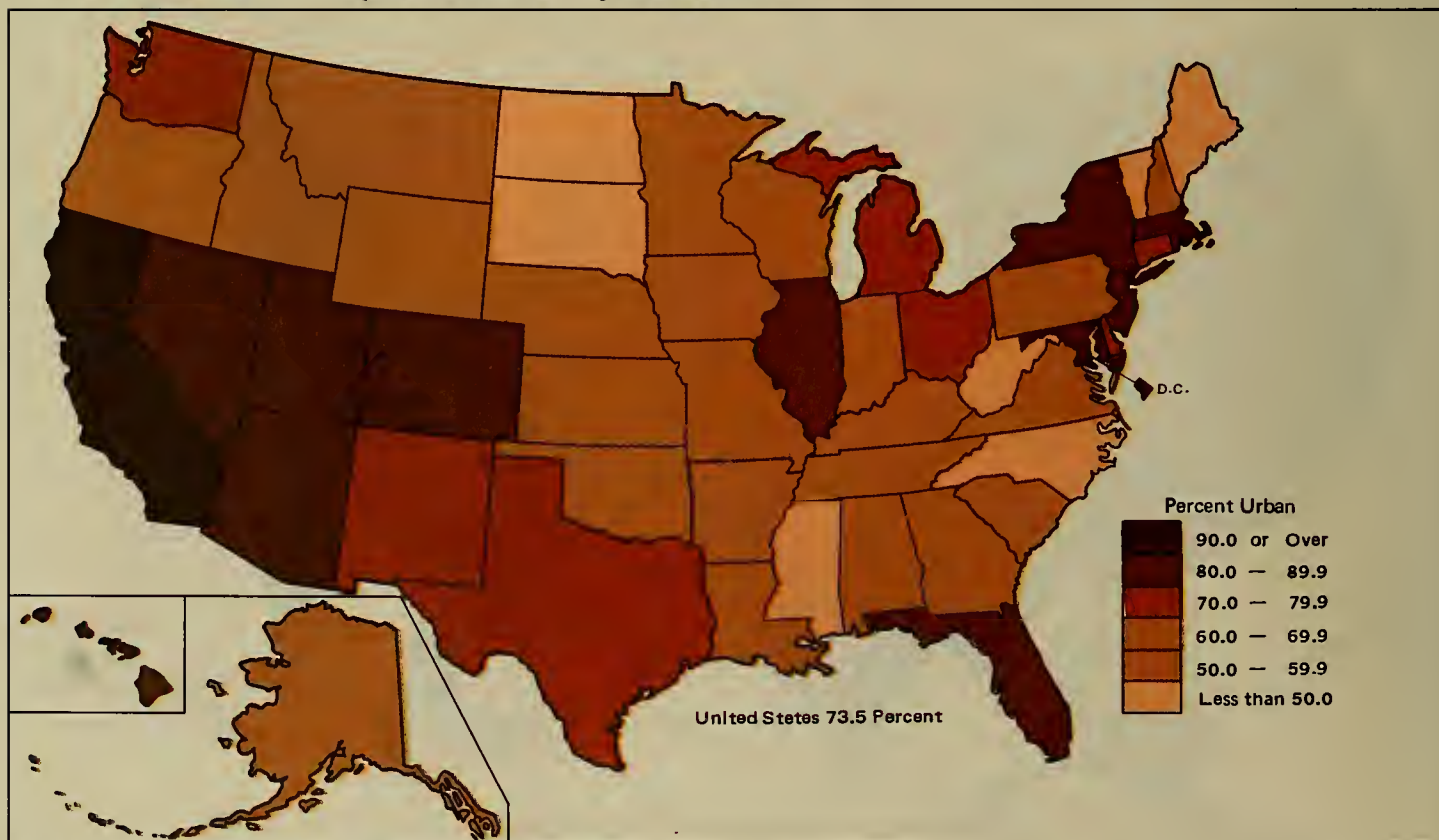 D.C.
Percent Urban
90.0 or Over
80.0 — 89.9
70.0 — 79.9
60.0 — 69.9
50.0 — 59.9
Less than 50.0
United Stetes 73.5 Percent